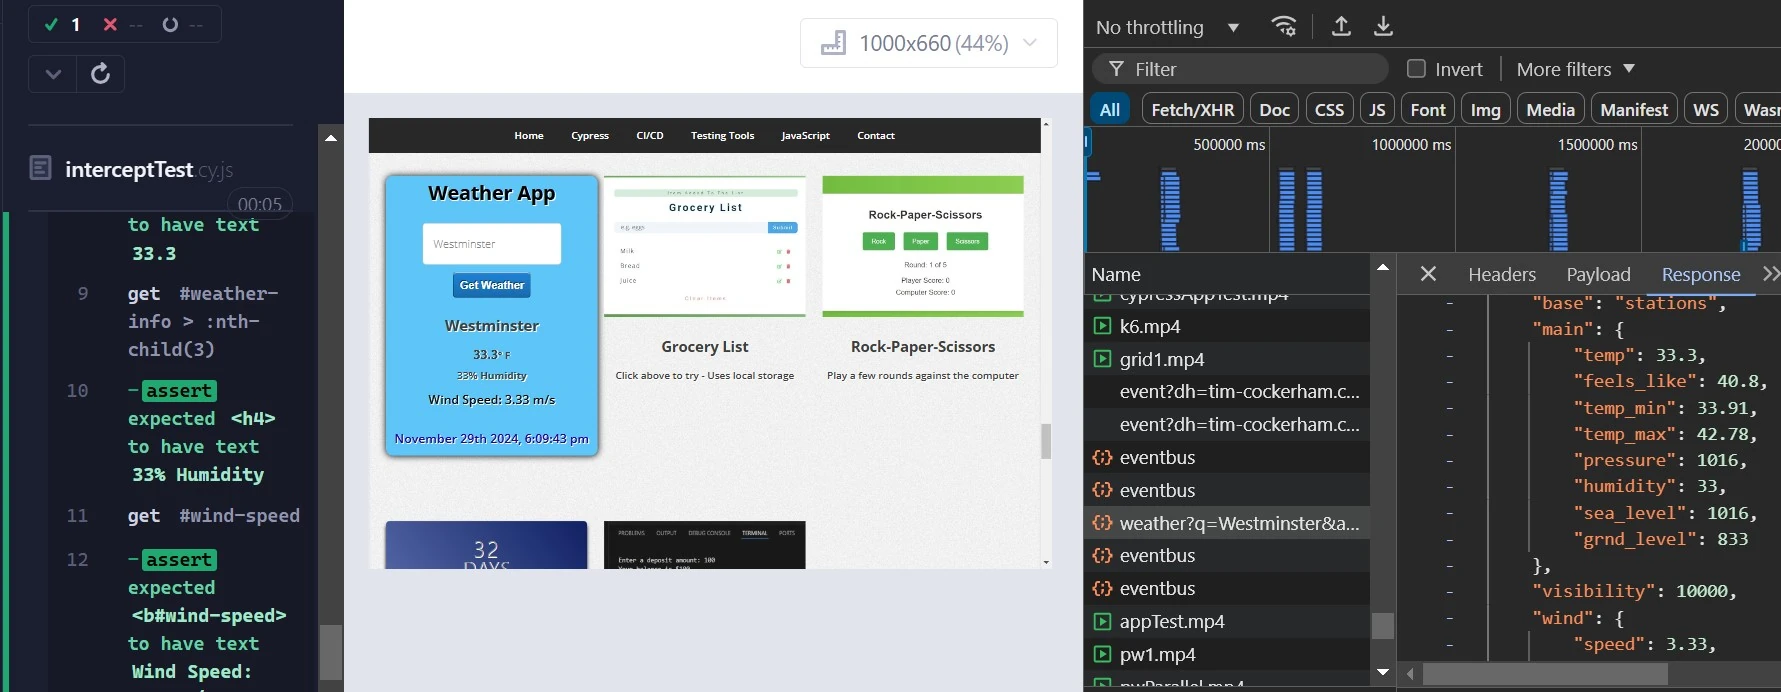 1 -- --
interceptTest.cy.js
00:05
to have text
33.3
9 get #weather-
info > :nth-
child(3)
10 -assert
expected <h4>
to have text
33% Humidity
11 get #wind-speed
12 -assert
expected
<b#wind-speed>
to have text
Wind Speed:
1000x660 (44%)
Home Cypress CI/CD Testing Tools JavaScript Contact
Weather App
Westminster
Get Weather
Westminster
33.3° F
33% Humidity
Wind Speed: 3.33 m/s
November 29th 2024, 6:09:43 pm
Item Added To The List
Grocery List
e.g. eggs Submit
Milk
Bread
Juice
Clear Items
Grocery List
Click above to try - Uses local storage
Rock-Paper-Scissors
Rock Paper Scissors
Round: 1 of 5
Player Score: 0
Computer Score: 0
Rock-Paper-Scissors
Play a few rounds against the computer
32
DAYS
PROBLEMS OUTPUT DEBUG CONSOLE TERMINAL PORTS
Enter a deposit amount: 100
Your balance is $100
No throttling
Filter Invert More filters
All Fetch/XHR Doc CSS JS Font Img Media Manifest WS Wasm
500000 ms 1000000 ms 1500000 ms 20000
Name
cypressAppTest.mp4
k6.mp4
grid1.mp4
event?dh=tim-cockerham.c...
event?dh=tim-cockerham.c...
eventbus
eventbus
weather?q=Westminster&a...
eventbus
eventbus
appTest.mp4
pw1.mp4
pwParallel.mp4
Headers Payload Response
- "base": "stations",
- "main": {
- "temp": 33.3,
- "feels_like": 40.8,
- "temp_min": 33.91,
- "temp_max": 42.78,
- "pressure": 1016,
- "humidity": 33,
- "sea_level": 1016,
- "grnd_level": 833
- },
- "visibility": 10000,
- "wind": {
- "speed": 3.33,